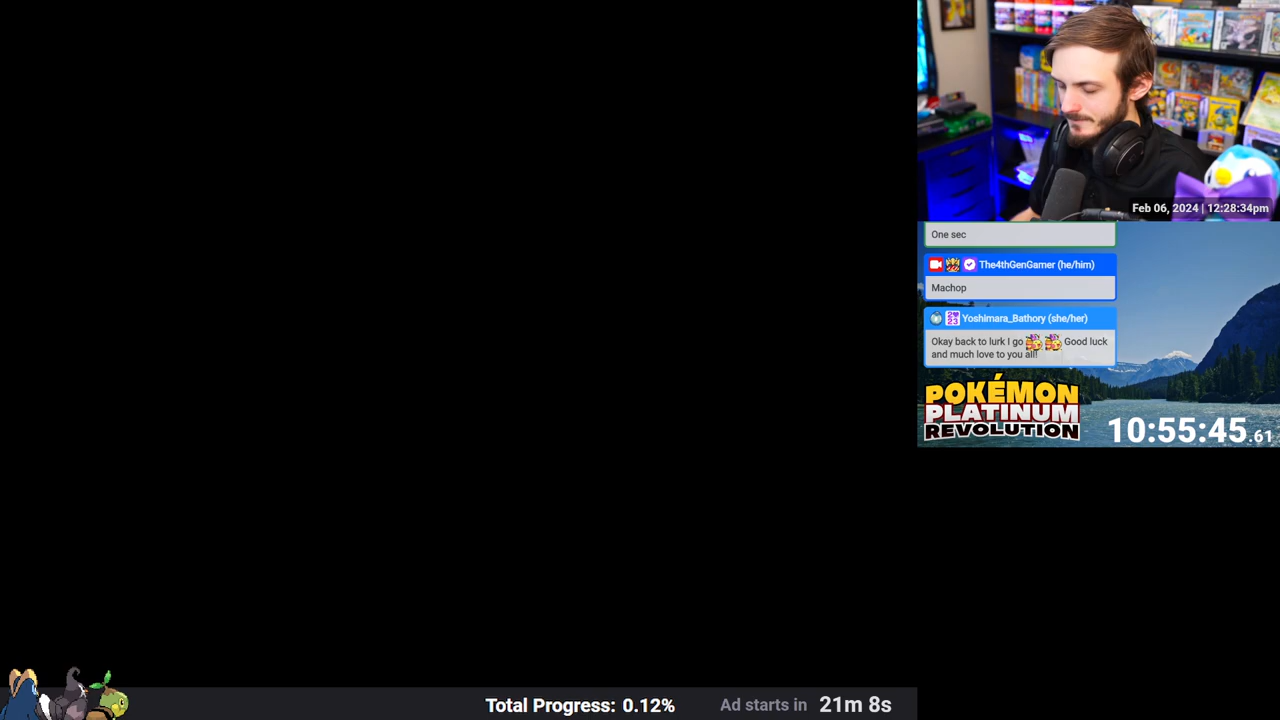 Feb 06, 2024 | 12:28:34pm
One sec
The4thGenGamer (he/him)
Machop
Yoshimara_Bathory (she/her)
Okay back to lurk I go Good luck
and much love to you all!
POKÉMON
PLATINUM
REVOLUTION
10:55:45.61
Total Progress: 0.12%
Ad starts in 21m 8s